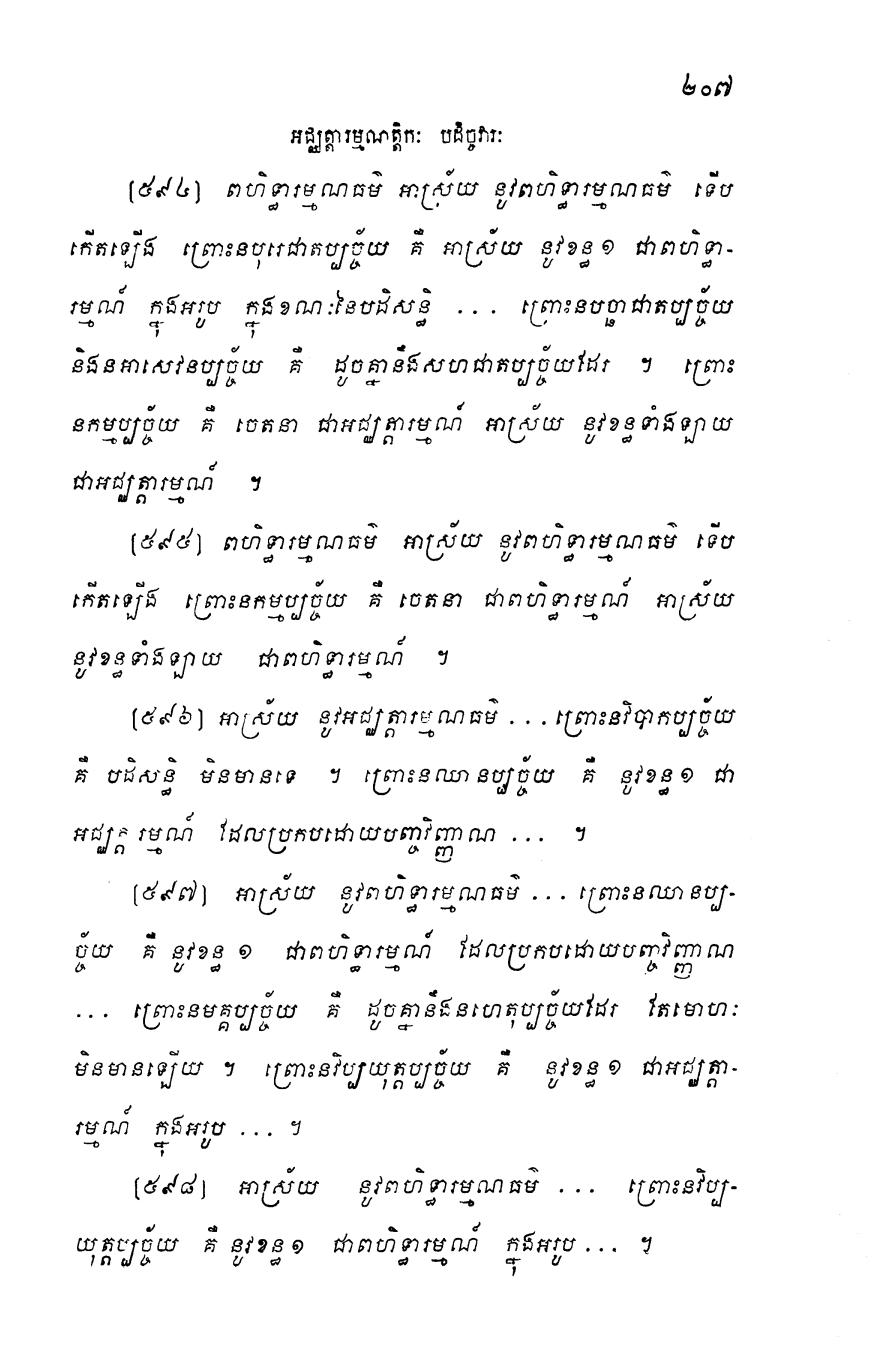 ២០៧
អជ្ឈត្តារម្មណត្តិកៈ បដិច្ចវារៈ
[៥៩៤] ពហិទ្ធារម្មណធម៌ អាស្រ័យ នូវពហិទ្ធារម្មណធម៌ ទើប
កើតឡើង ព្រោះនបុរេជាតប្បច្ច័យ គឺ អាស្រ័យ នូវខន្ធ១ ជាពហិទ្ធា-
រម្មណ៍ ក្នុងអរូប ក្នុងខណៈនៃបដិសន្ធិ ... ព្រោះនបច្ឆាជាតប្បច្ច័យ
និងនអាសេវនប្បច្ច័យ គឺ ដូចគ្នានឹងសហជាតប្បច្ច័យដែរ ។ ព្រោះ
នកម្មប្បច្ច័យ គឺ ចេតនា ជាអជ្ឈត្តារម្មណ៍ អាស្រ័យ នូវខន្ធទាំងឡាយ
ជាអជ្ឈត្តារម្មណ៍ ។
[៥៩៥] ពហិទ្ធារម្មណធម៌ អាស្រ័យ នូវពហិទ្ធារម្មណធម៌ ទើប
កើតឡើង ព្រោះនកម្មប្បច្ច័យ គឺ ចេតនា ជាពហិទ្ធារម្មណ៍ អាស្រ័យ
នូវខន្ធទាំងឡាយ ជាពហិទ្ធារម្មណ៍ ។
[៥៩៦] អាស្រ័យ នូវអជ្ឈត្តារម្មណធម៌ ... ព្រោះនវិបាកប្បច្ច័យ
គឺ បដិសន្ធិ មិនមានទេ ។ ព្រោះនឈានប្បច្ច័យ គឺ នូវខន្ធ១ ជា
អជ្ឈត្តារម្មណ៍ ដែលប្រកបដោយបញ្ចវិញ្ញាណ ... ។
[៥៩៧] អាស្រ័យ នូវពហិទ្ធារម្មណធម៌ ... ព្រោះនឈានប្ប-
ច្ច័យ គឺ នូវខន្ធ ១ ជាពហិទ្ធារម្មណ៍ ដែលប្រកបដោយបញ្ចវិញ្ញាណ
... ព្រោះនមគ្គប្បច្ច័យ គឺ ដូចគ្នានឹងនហេតុប្បច្ច័យដែរ តែមោហៈ
មិនមានឡើយ ។ ព្រោះនវិប្បយុត្តប្បច្ច័យ គឺ នូវខន្ធ ១ ជាអជ្ឈត្តា-
រម្មណ៍ ក្នុងអរូប ... ។
[៥៩៨] អាស្រ័យ នូវពហិទ្ធារម្មណធម៌ ... ព្រោះនវិប្ប-
យុត្តប្បច្ច័យ គឺ នូវខន្ធ១ ជាពហិទ្ធារម្មណ៍ ក្នុងអរូប ... ។